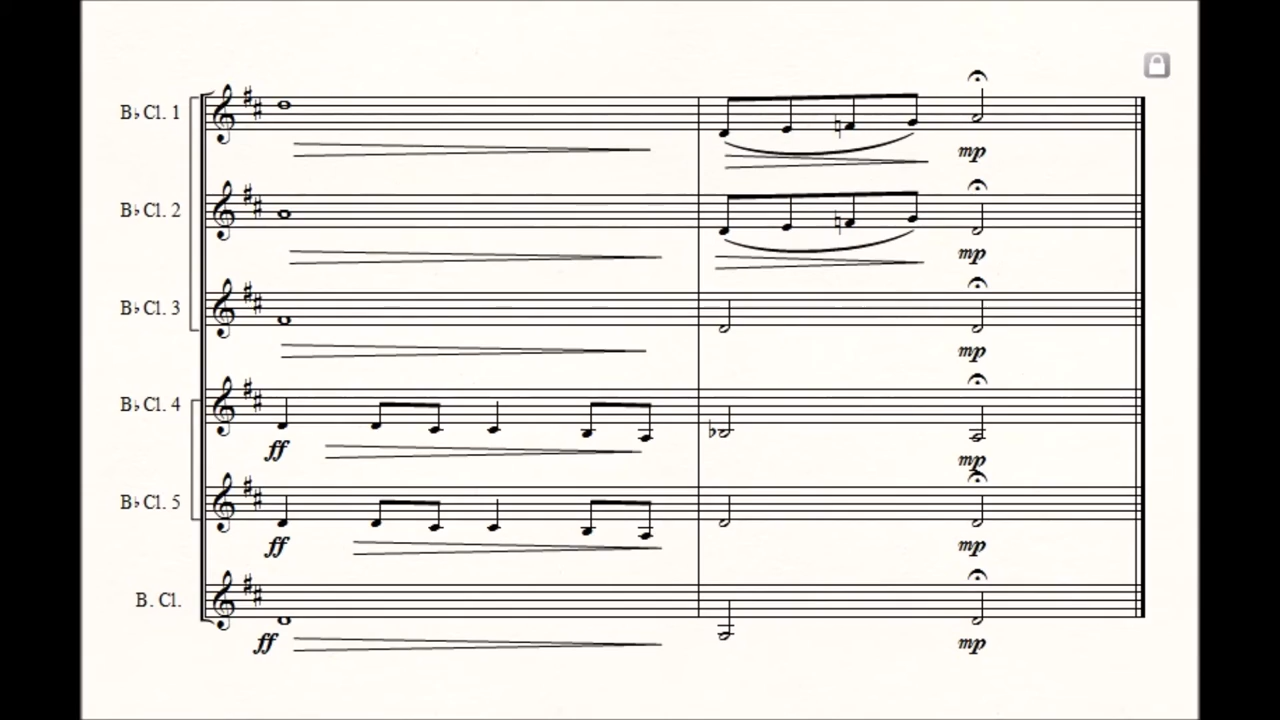 B♭ Cl. 1
mp
B♭ Cl. 2
mp
B♭ Cl. 3
mp
B♭ Cl. 4
ff
mp
B♭ Cl. 5
ff
mp
B. Cl.
ff
mp